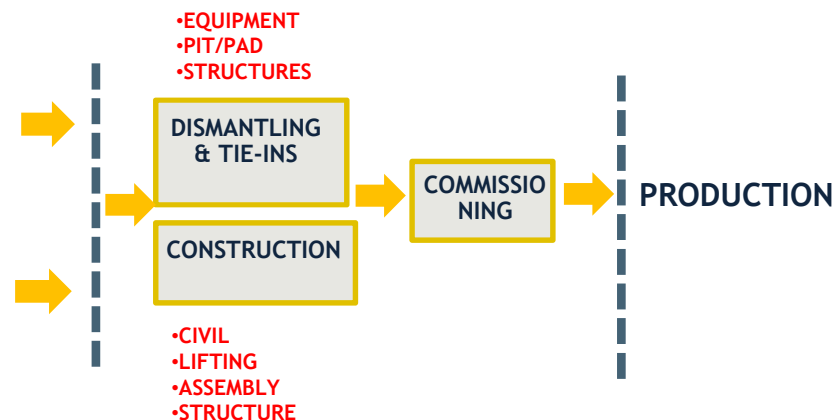 •EQUIPMENT
•PIT/PAD
•STRUCTURES
DISMANTLING
& TIE-INS
CONSTRUCTION
COMMISSIO
NING
PRODUCTION
•CIVIL
•LIFTING
•ASSEMBLY
•STRUCTURE